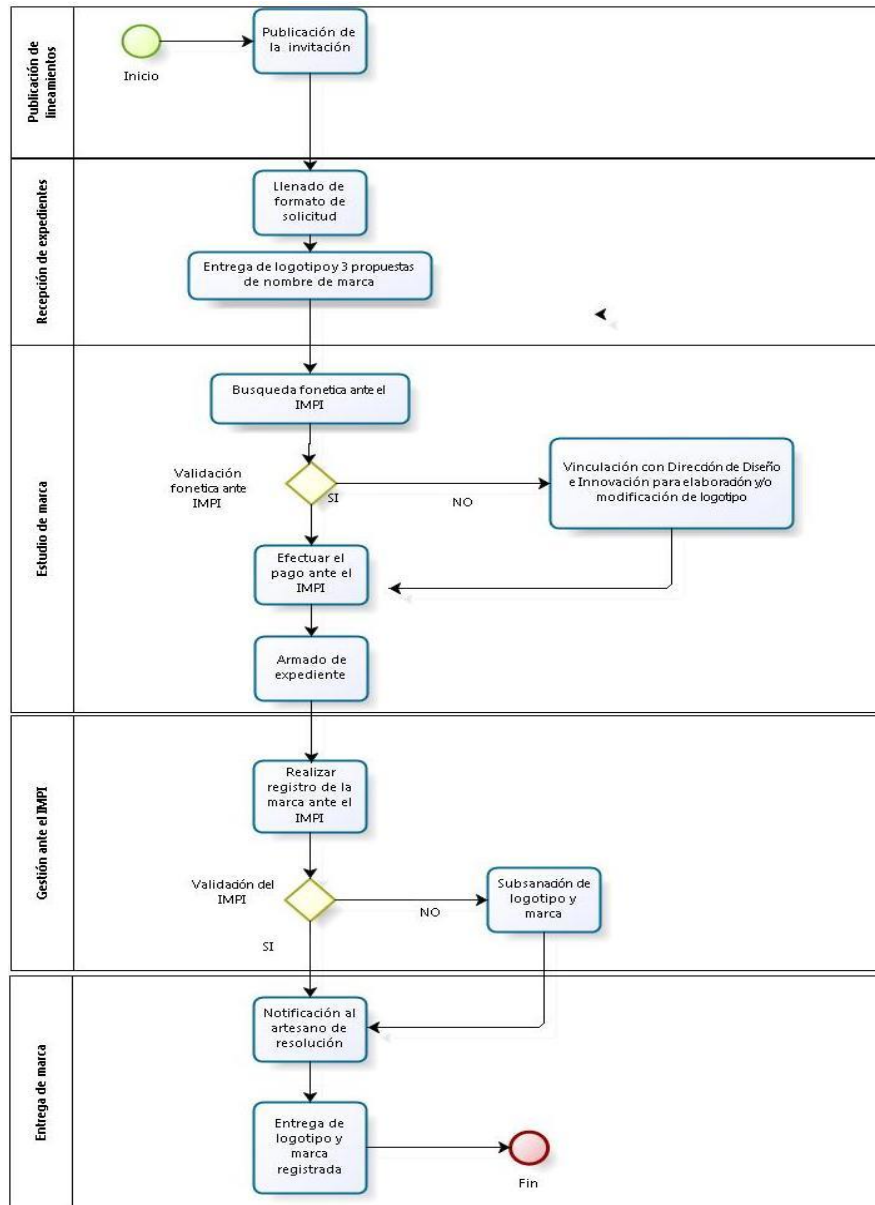 Publicación de
lineamientos
Inicio
Publicación de
la invitación
Recepción de expedientes
Llenado de
formato de
solicitud
Entrega de logotipo y 3 propuestas
de nombre de marca
Estudio de marca
Busqueda fonetica ante el
IMPI
Validación
fonetica ante
IMPI
SI
NO
Vinculación con Dirección de Diseño
e Innovación para elaboración y/o
modificación de logotipo
Efectuar el
pago ante el
IMPI
Armado de
expediente
Gestión ante el IMPI
Realizar
registro de la
marca ante el
IMPI
Validación del
IMPI
NO
SI
Subsanación de
logotipo y
marca
Entrega de marca
Notificación al
artesano de
resolución
Entrega de
logotipo y
marca
registrada
Fin